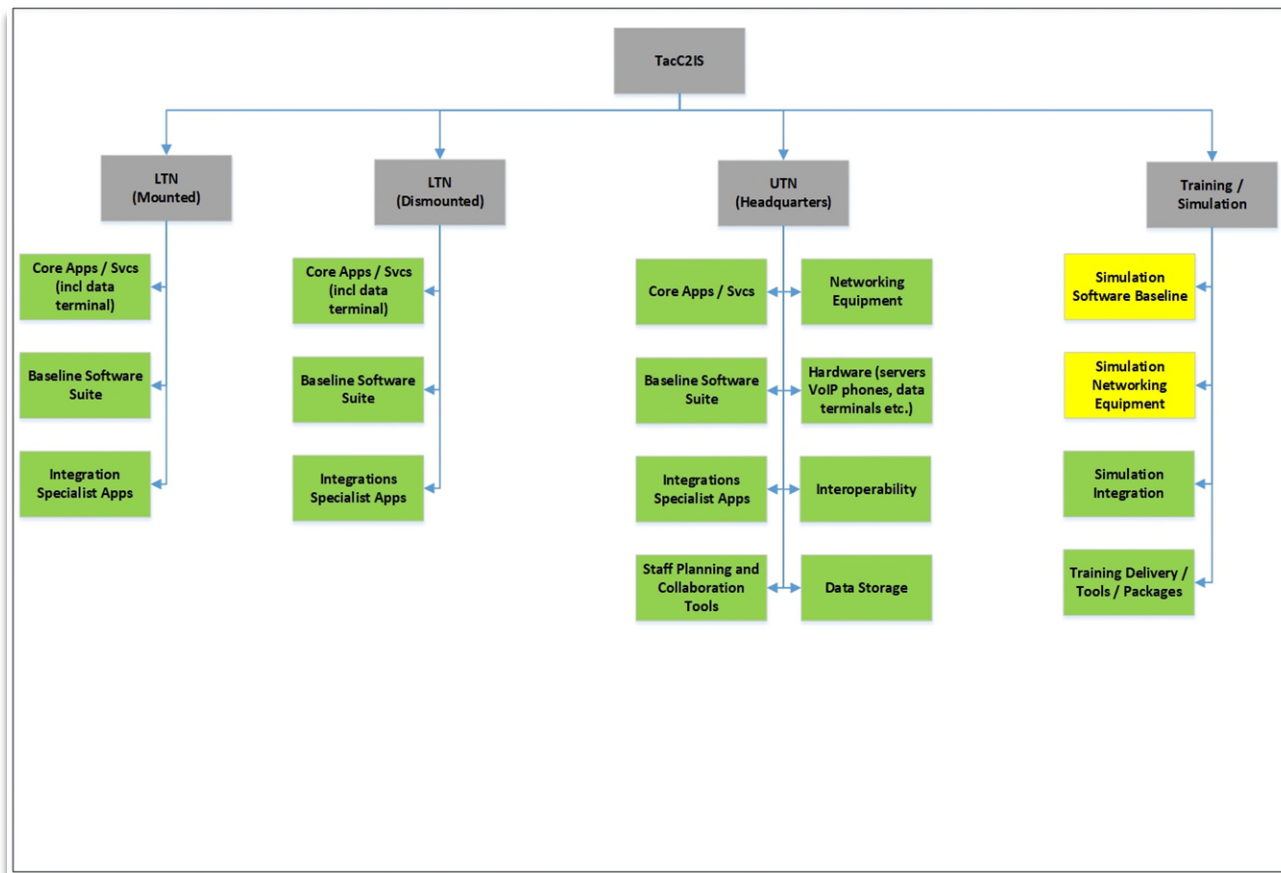 TacC2IS
LTN
(Mounted)
Core Apps / Svcs
(incl data
terminal)
Baseline Software
Suite
Integration
Specialist Apps
LTN
(Dismounted)
Core Apps / Svcs
(incl data
terminal)
Baseline Software
Suite
Integrations
Specialist Apps
UTN
(Headquarters)
Core Apps / Svcs
Networking
Equipment
Baseline Software
Suite
Hardware (servers
VoIP phones, data
terminals etc.)
Integrations
Specialist Apps
Interoperability
Staff Planning and
Collaboration
Tools
Data Storage
Training /
Simulation
Simulation
Software Baseline
Simulation
Networking
Equipment
Simulation
Integration
Training Delivery /
Tools / Packages